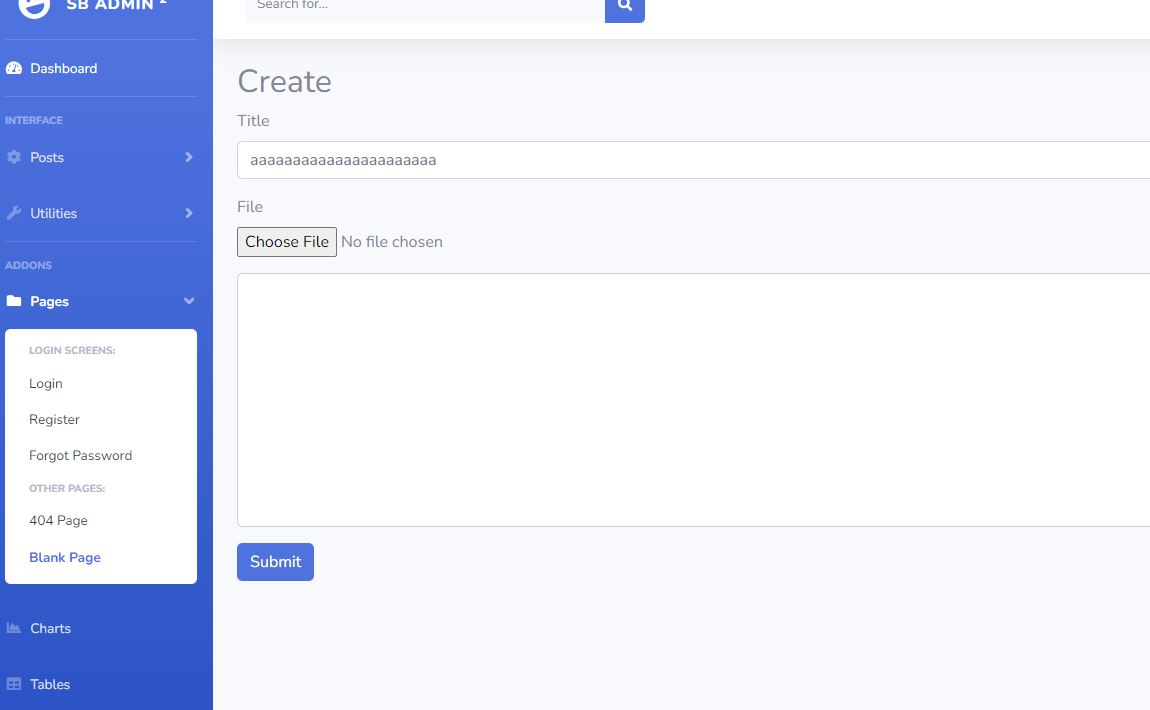 SB ADMIN 2
Search for...
Dashboard
INTERFACE
Posts
Utilities
ADDONS
Pages
LOGIN SCREENS:
Login
Register
Forgot Password
OTHER PAGES:
404 Page
Blank Page
Charts
Tables
Create
Title
aaaaaaaaaaaaaaaaaaaaaa
File
Choose File No file chosen
Submit